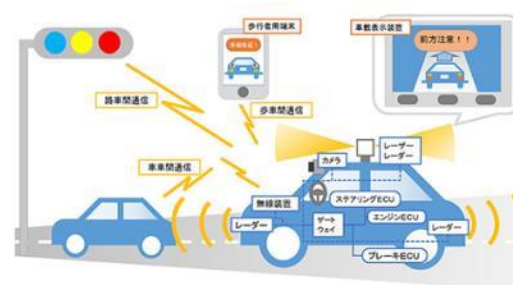 歩行者用端末
車載表示装置
前方注意！！
路車間通信
歩車間通信
カメラ
レーザー
レーダー
車車間通信
無線装置
ステアリングECU
レーダー
ゲート
ウェイ
エンジンECU
レーダー
ブレーキECU